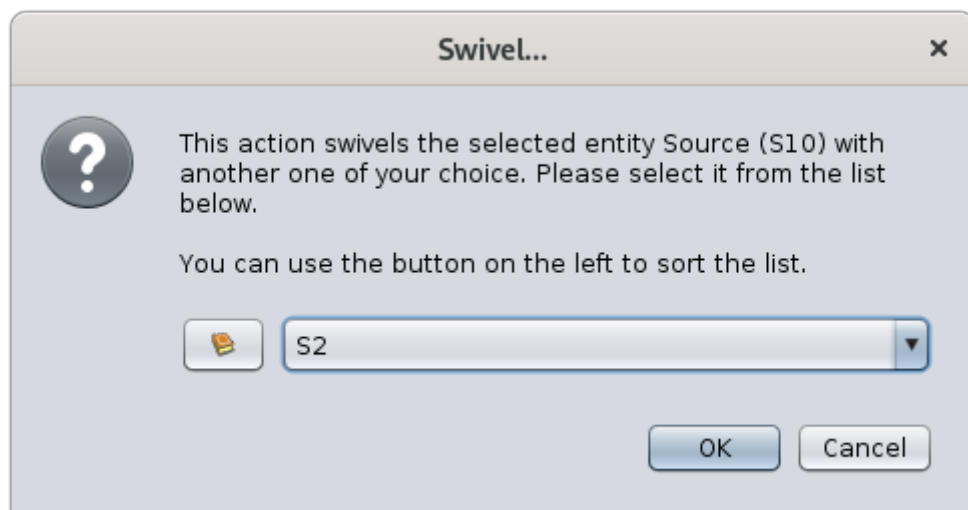 Swivel...
This action swivels the selected entity Source (S10) with
another one of your choice. Please select it from the list
below.
You can use the button on the left to sort the list.
S2
OK Cancel